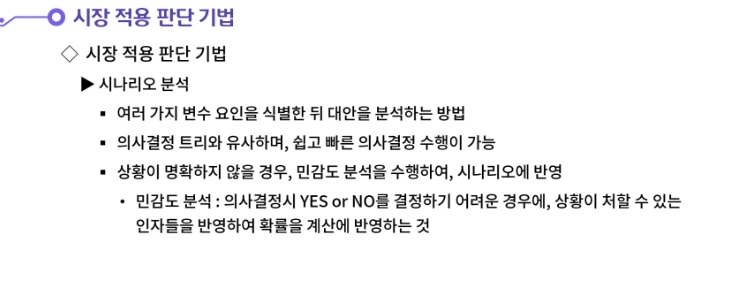 시장 적용 판단 기법
◇ 시장 적용 판단 기법
▶ 시나리오 분석
▪ 여러 가지 변수 요인을 식별한 뒤 대안을 분석하는 방법
▪ 의사결정 트리와 유사하며, 쉽고 빠른 의사결정 수행이 가능
▪ 상황이 명확하지 않을 경우, 민감도 분석을 수행하여, 시나리오에 반영
• 민감도 분석 : 의사결정시 YES or NO를 결정하기 어려운 경우에, 상황이 처할 수 있는
인자들을 반영하여 확률을 계산에 반영하는 것